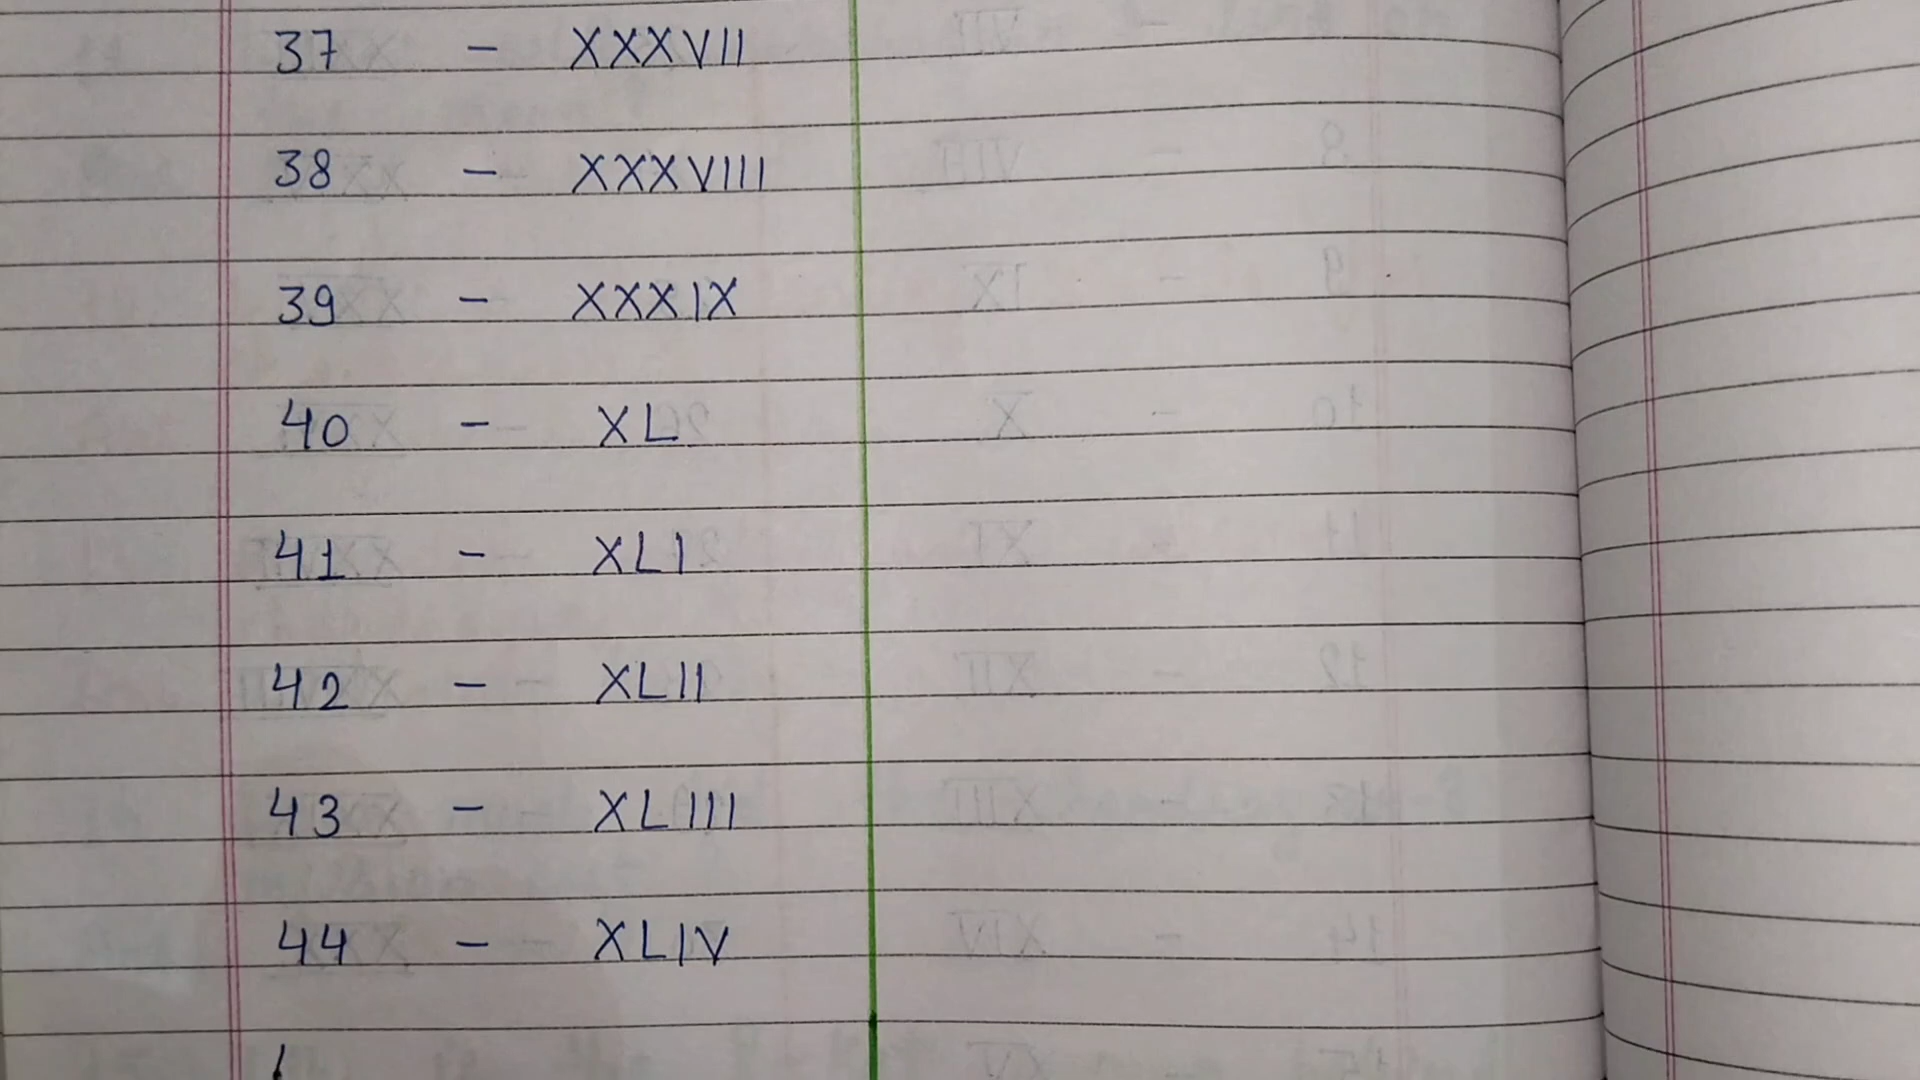 37 – XXXVII
38 – XXXVIII
39 – XXXIX
40 – XL
41 – XLI
42 – XLII
43 – XLIII
44 – XLIV